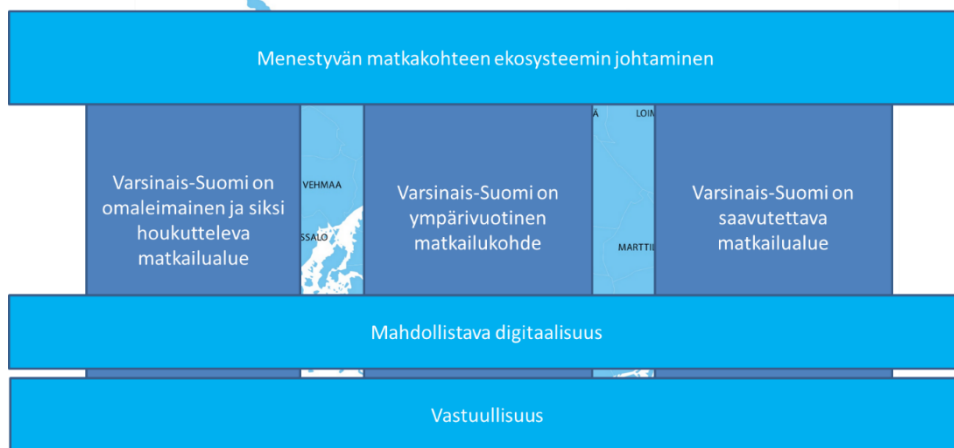 Menestyvän matkakohteen ekosysteemin johtaminen
Varsinais-Suomi on
omaleimainen ja siksi
houkutteleva
matkailualue
VEHMAA
SSALO
Varsinais-Suomi on
ympärivuotinen
matkailukohde
Ä
LOIM
MARTTI
Varsinais-Suomi on
saavutettava
matkailualue
Mahdollistava digitaalisuus
Vastuullisuus